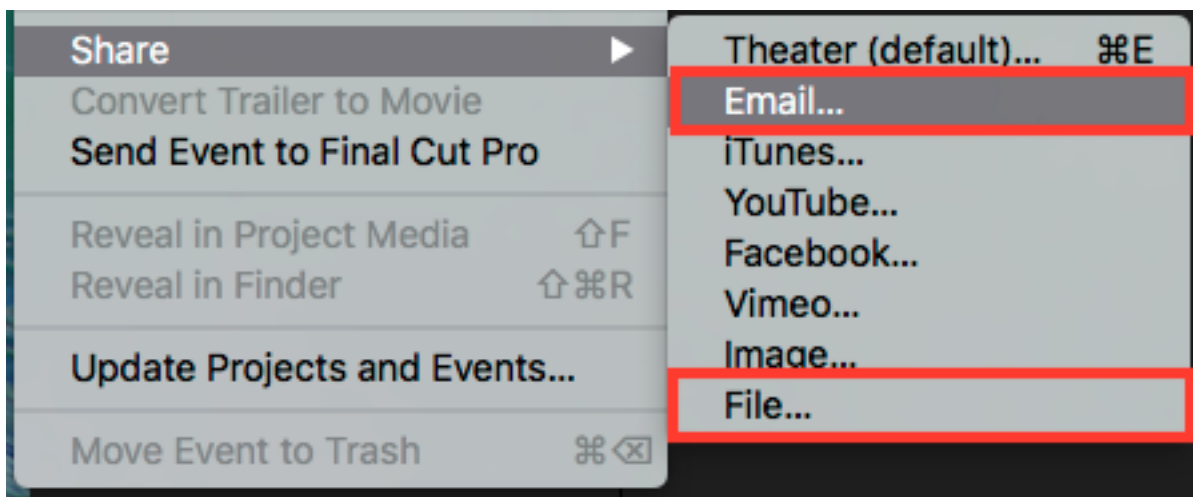 Share ▶
Convert Trailer to Movie
Send Event to Final Cut Pro
Reveal in Project Media ⇧F
Reveal in Finder ⇧⌘R
Update Projects and Events...
Move Event to Trash ⌘⌫
Theater (default)... ⌘E
Email...
iTunes...
YouTube...
Facebook...
Vimeo...
Image...
File...